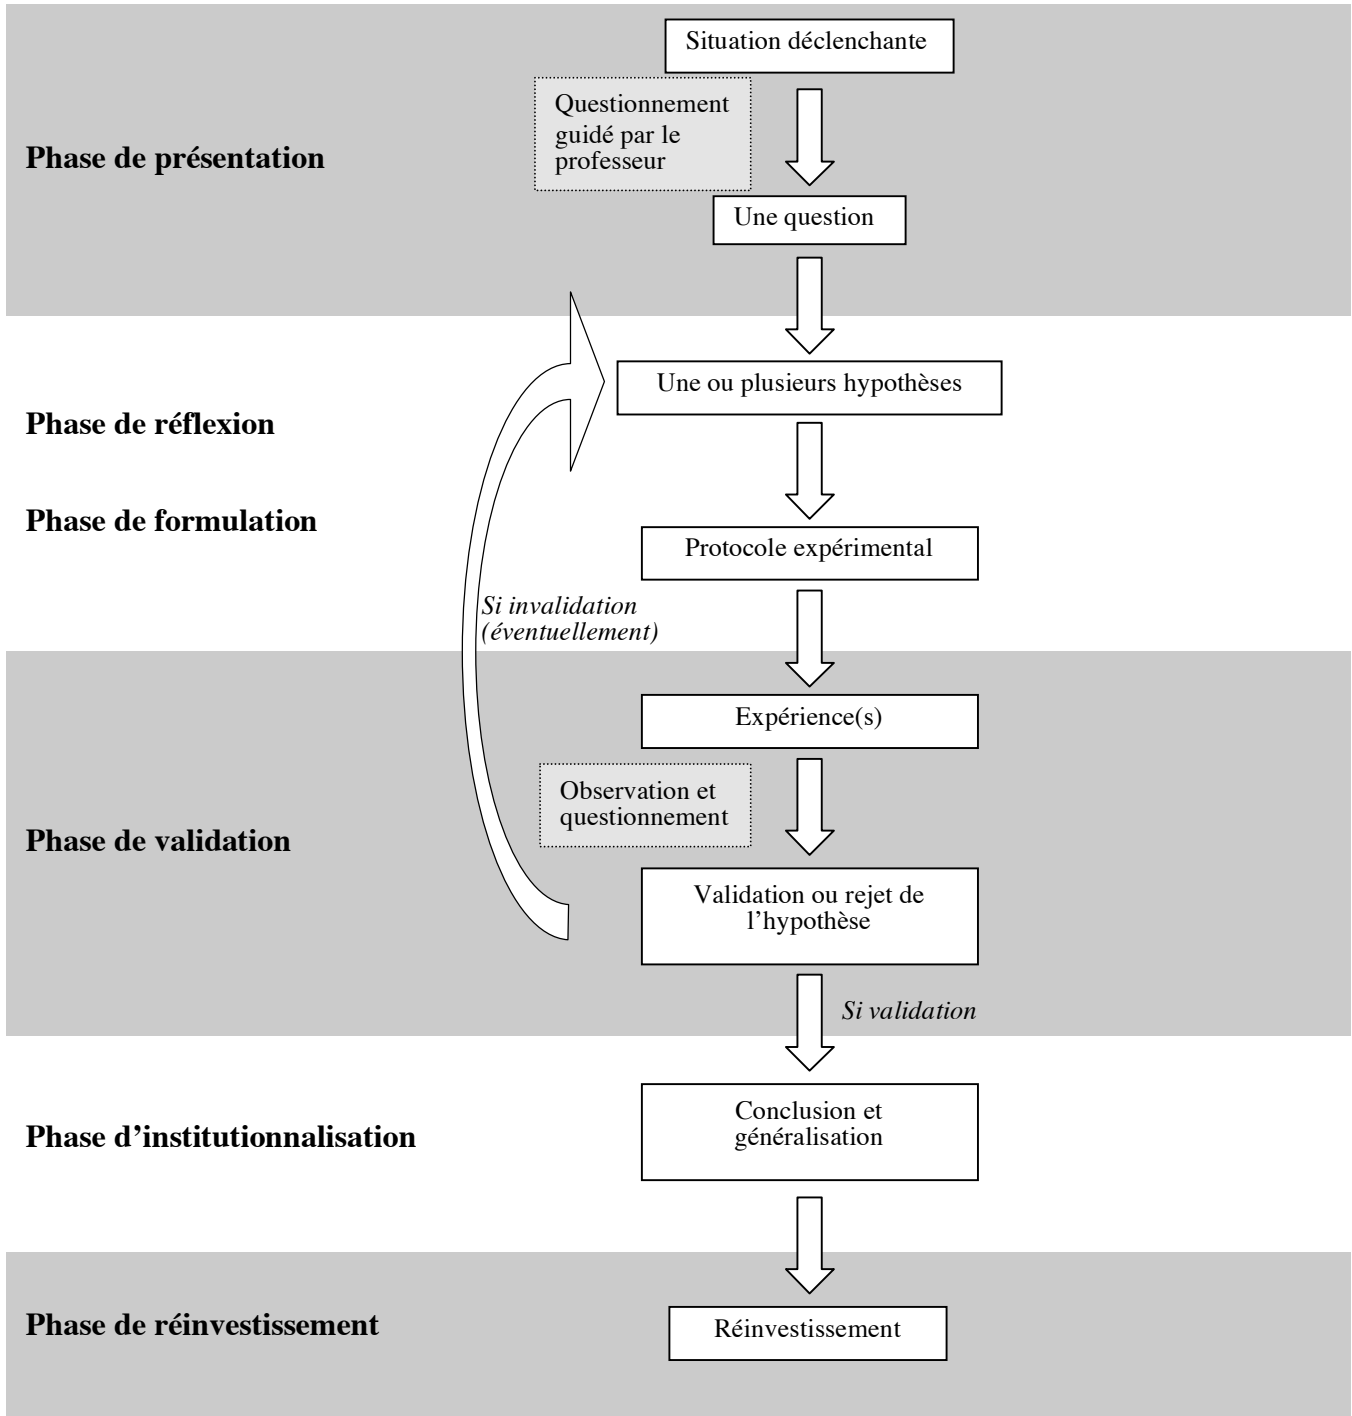 Situation déclenchante
Questionnement
guidé par le
professeur
Phase de présentation
Une question
Une ou plusieurs hypothèses
Phase de réflexion
Phase de formulation
Protocole expérimental
Si invalidation
(éventuellement)
Expérience(s)
Observation et
questionnement
Phase de validation
Validation ou rejet de
l’hypothèse
Si validation
Conclusion et
généralisation
Phase d’institutionnalisation
Phase de réinvestissement
Réinvestissement